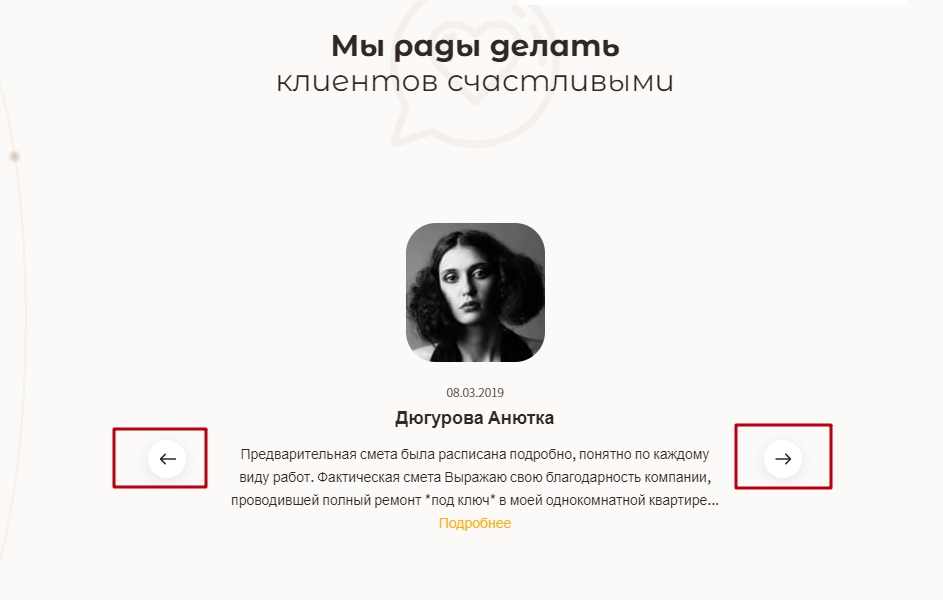 Мы рады делать
клиентов счастливыми
08.03.2019
Дюгурова Анютка
Предварительная смета была расписана подробно, понятно по каждому
виду работ. Фактическая смета Выражаю свою благодарность компании,
проводившей полный ремонт *под ключ* в моей однокомнатной квартире...
Подробнее